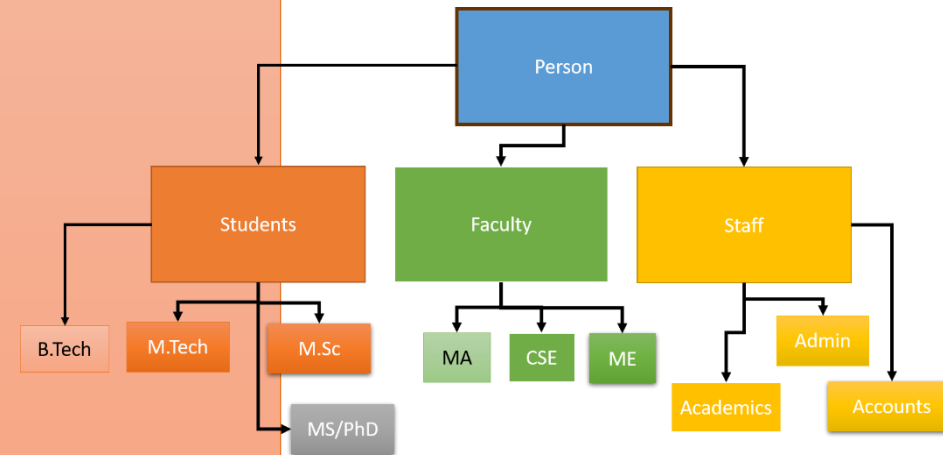 Person
Students
Faculty
Staff
B.Tech
M.Tech
M.Sc
MA
CSE
ME
Admin
Academics
Accounts
MS/PhD